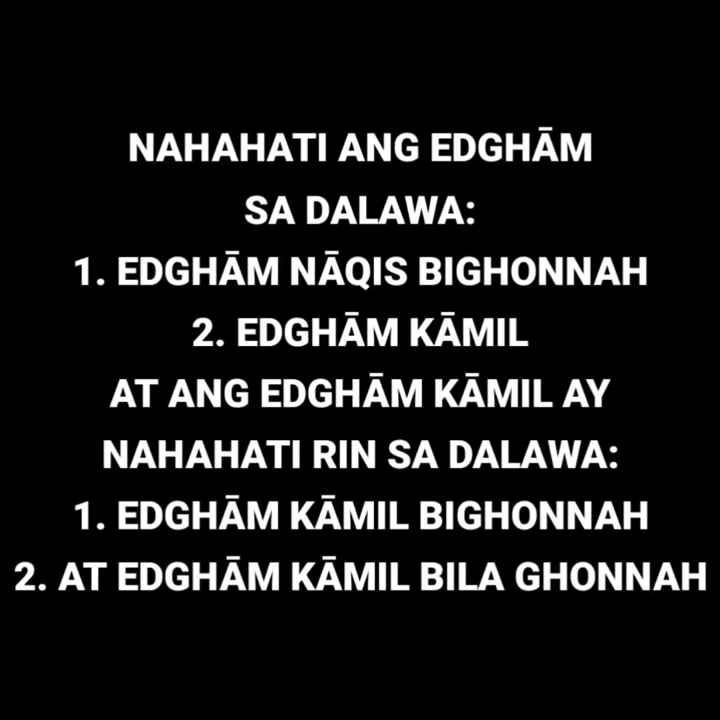 NAHAHATI ANG EDGHĀM
SA DALAWA:
1. EDGHĀM NĀQIS BIGHONNAH
2. EDGHĀM KĀMIL
AT ANG EDGHĀM KĀMIL AY
NAHAHATI RIN SA DALAWA:
1. EDGHĀM KĀMIL BIGHONNAH
2. AT EDGHĀM KĀMIL BILA GHONNAH